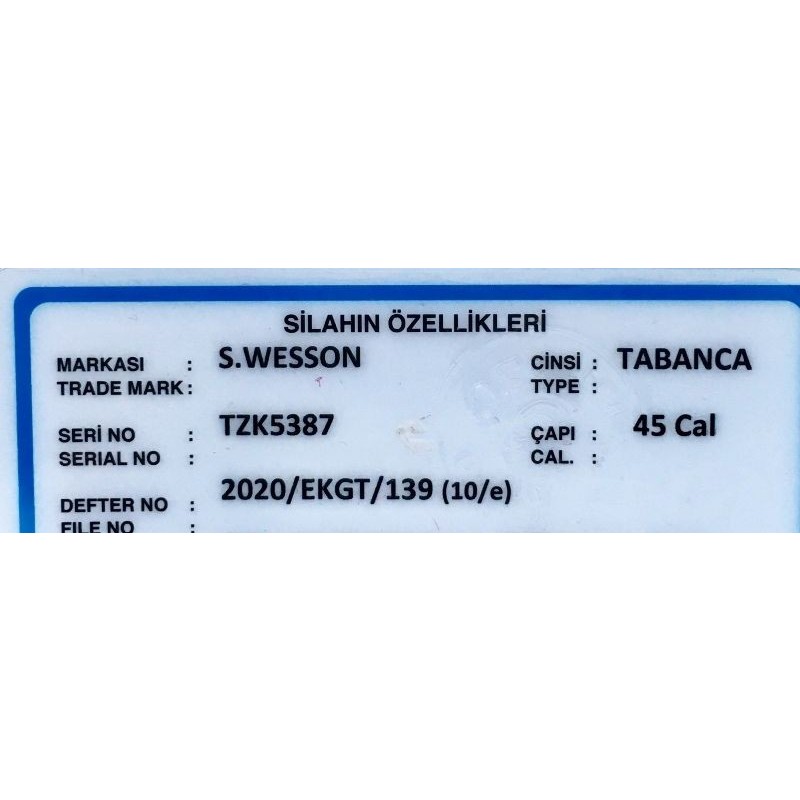 SİLAHIN ÖZELLİKLERİ
MARKASI : S.WESSON CİNSİ : TABANCA
TRADE MARK : TYPE :
SERİ NO : TZK5387 ÇAPI : 45 Cal
SERIAL NO : CAL. :
DEFTER NO : 2020/EKGT/139 (10/e)
FILE NO :